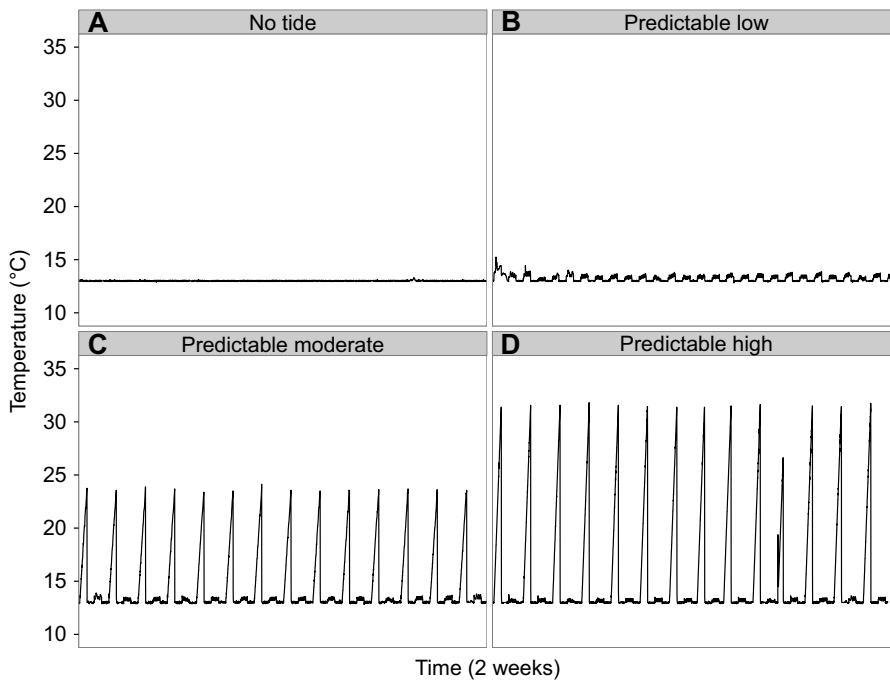 A No tide
B Predictable low
35
30
25
20
15
10
C Predictable moderate
D Predictable high
35
30
25
20
15
10
Temperature (°C)
Time (2 weeks)